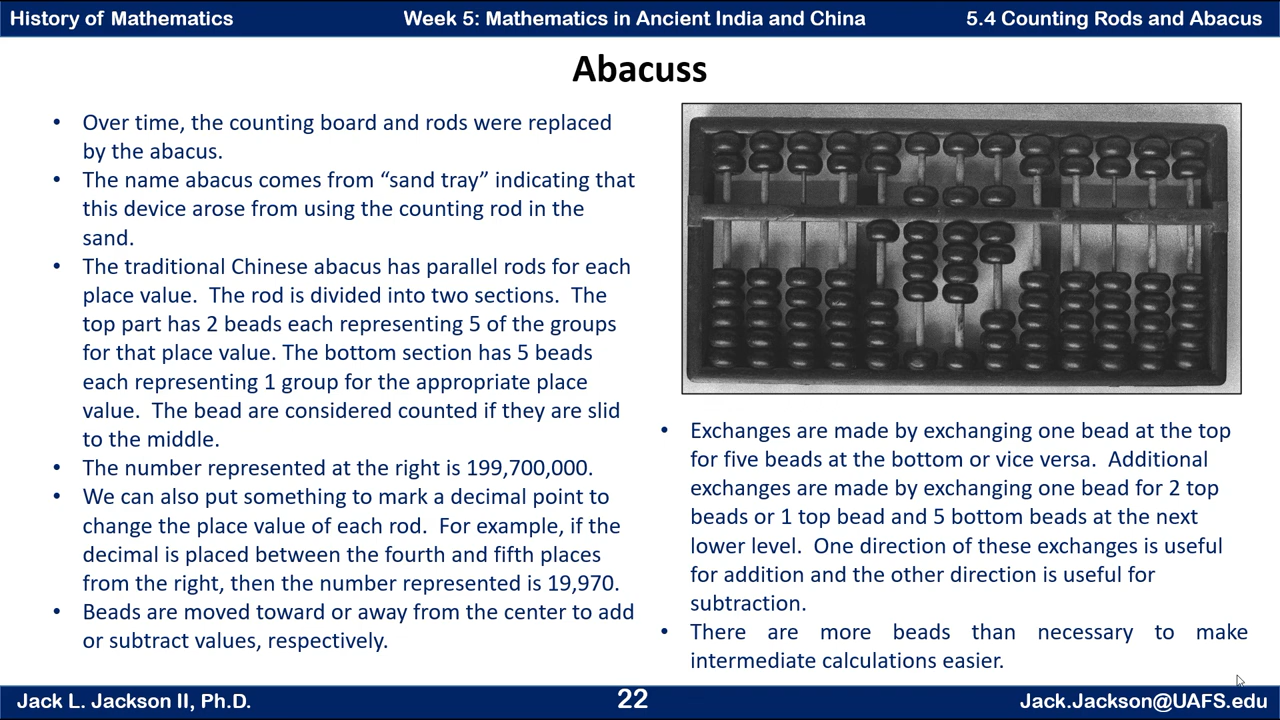 History of Mathematics
Week 5: Mathematics in Ancient India and China
5.4 Counting Rods and Abacus
Abacuss
• Over time, the counting board and rods were replaced
by the abacus.
• The name abacus comes from “sand tray” indicating that
this device arose from using the counting rod in the
sand.
• The traditional Chinese abacus has parallel rods for each
place value.  The rod is divided into two sections.  The
top part has 2 beads each representing 5 of the groups
for that place value. The bottom section has 5 beads
each representing 1 group for the appropriate place
value.  The bead are considered counted if they are slid
to the middle.
• The number represented at the right is 199,700,000.
• We can also put something to mark a decimal point to
change the place value of each rod.  For example, if the
decimal is placed between the fourth and fifth places
from the right, then the number represented is 19,970.
• Beads are moved toward or away from the center to add
or subtract values, respectively.
• Exchanges are made by exchanging one bead at the top
for five beads at the bottom or vice versa.  Additional
exchanges are made by exchanging one bead for 2 top
beads or 1 top bead and 5 bottom beads at the next
lower level.  One direction of these exchanges is useful
for addition and the other direction is useful for
subtraction.
• There are more beads than necessary to make
intermediate calculations easier.
Jack L. Jackson II, Ph.D.
22
Jack.Jackson@UAFS.edu